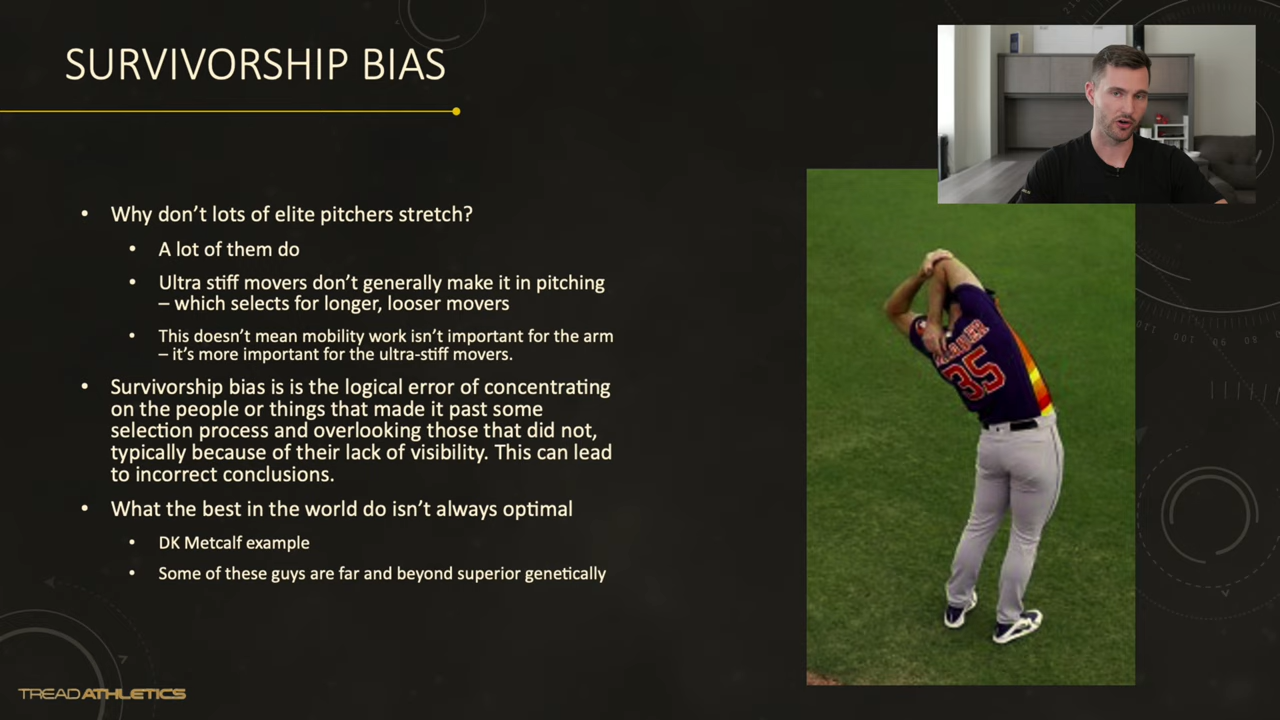 SURVIVORSHIP BIAS
• Why don't lots of elite pitchers stretch?
• A lot of them do
• Ultra stiff movers don't generally make it in pitching
– which selects for longer, looser movers
• This doesn't mean mobility work isn't important for the arm
– it's more important for the ultra-stiff movers.
• Survivorship bias is is the logical error of concentrating
on the people or things that made it past some
selection process and overlooking those that did not,
typically because of their lack of visibility. This can lead
to incorrect conclusions.
• What the best in the world do isn't always optimal
• DK Metcalf example
• Some of these guys are far and beyond superior genetically
35
TREADATHLETICS